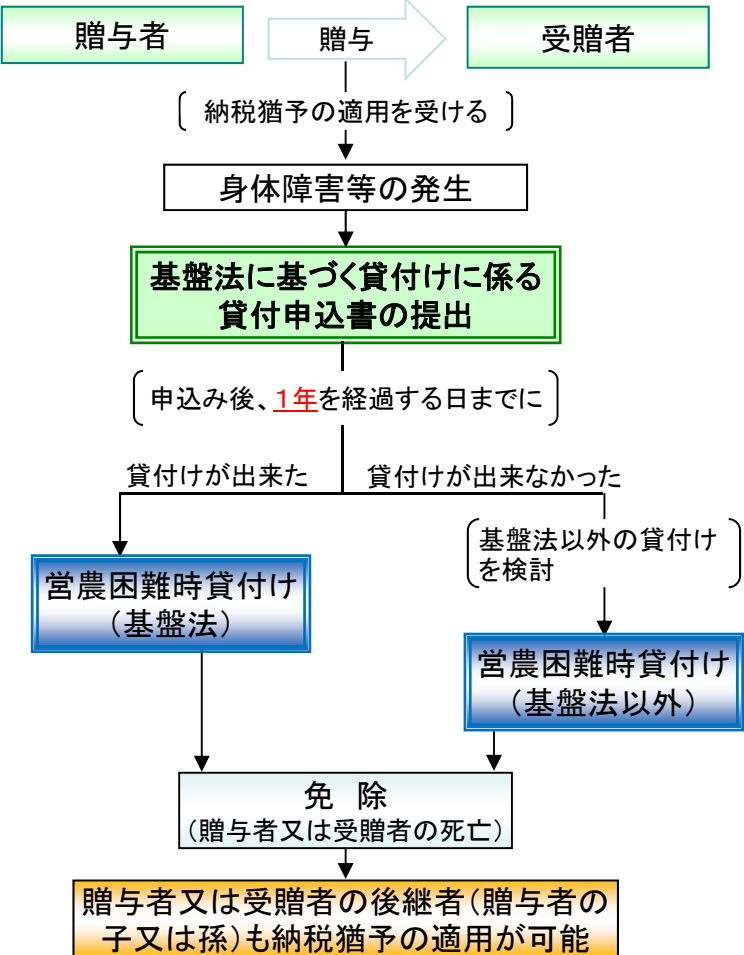 贈与者
贈与
受贈者
納税猶予の適用を受ける
身体障害等の発生
基盤法に基づく貸付けに係る
貸付申込書の提出
申込み後、１年を経過する日までに
貸付けが出来た
貸付けが出来なかった
基盤法以外の貸付け
を検討
営農困難時貸付け
（基盤法）
営農困難時貸付け
（基盤法以外）
免　除
（贈与者又は受贈者の死亡）
贈与者又は受贈者の後継者（贈与者の
子又は孫）も納税猶予の適用が可能